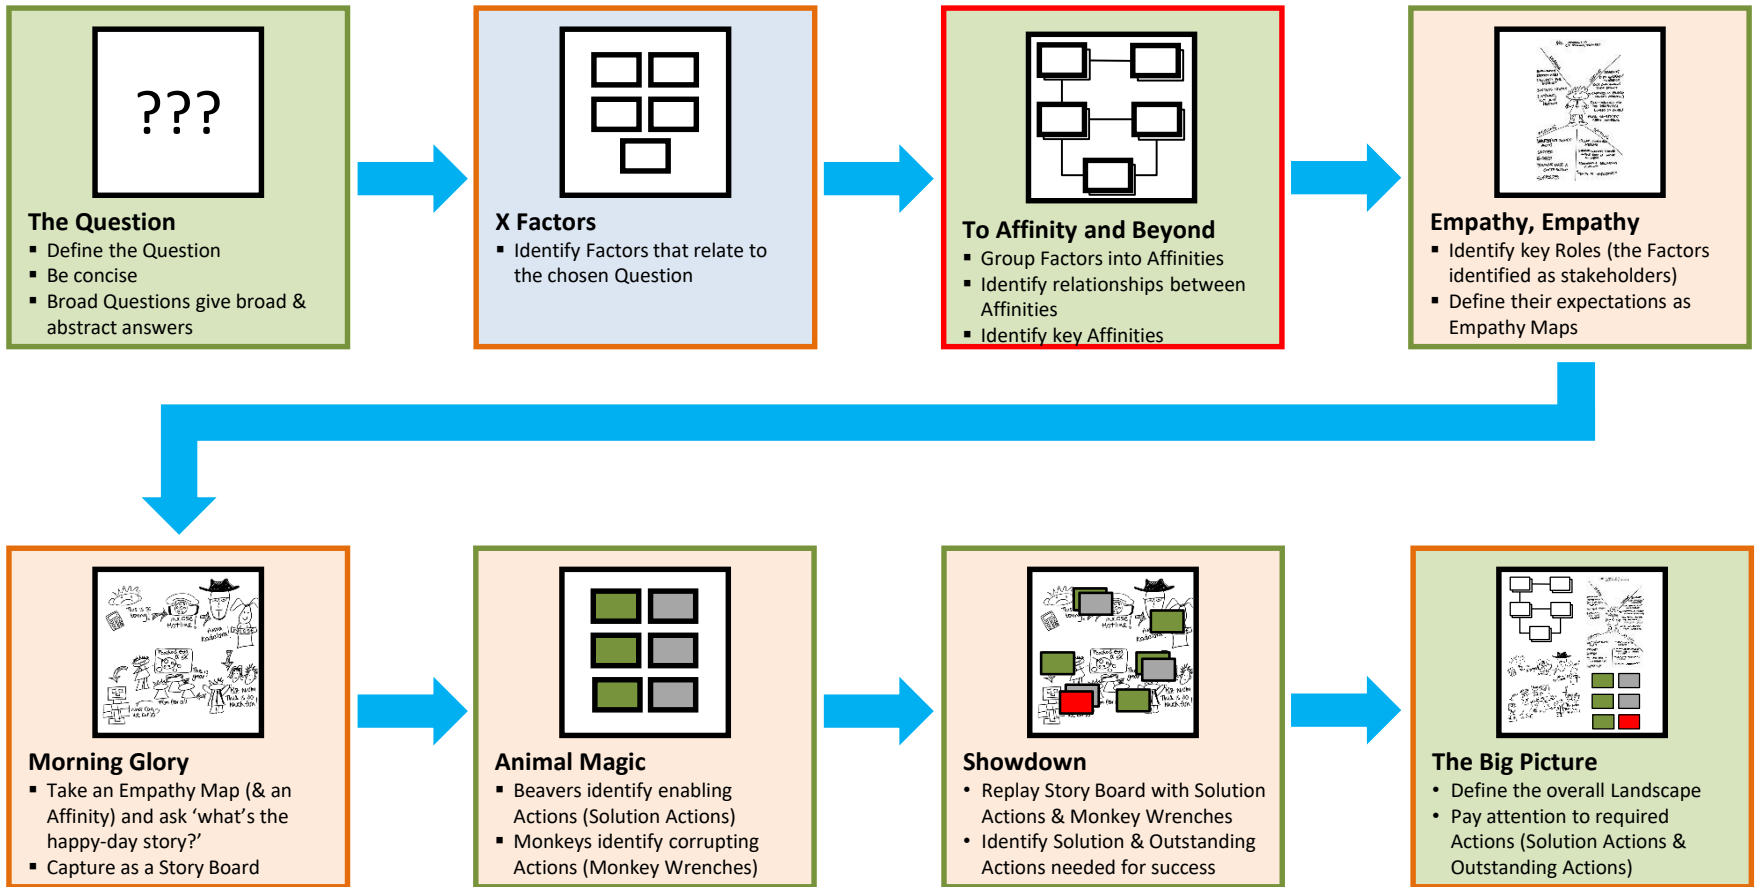 ???
The Question
▪ Define the Question
▪ Be concise
▪ Broad Questions give broad &
abstract answers
X Factors
▪ Identify Factors that relate to
the chosen Question
To Affinity and Beyond
▪ Group Factors into Affinities
▪ Identify relationships between
Affinities
▪ Identify key Affinities
Empathy, Empathy
▪ Identify key Roles (the Factors
identified as stakeholders)
▪ Define their expectations as
Empathy Maps
Morning Glory
▪ Take an Empathy Map (& an
Affinity) and ask ‘what’s the
happy-day story?’
▪ Capture as a Story Board
Animal Magic
▪ Beavers identify enabling
Actions (Solution Actions)
▪ Monkeys identify corrupting
Actions (Monkey Wrenches)
Showdown
• Replay Story Board with Solution
Actions & Monkey Wrenches
• Identify Solution & Outstanding
Actions needed for success
The Big Picture
• Define the overall Landscape
• Pay attention to required
Actions (Solution Actions &
Outstanding Actions)